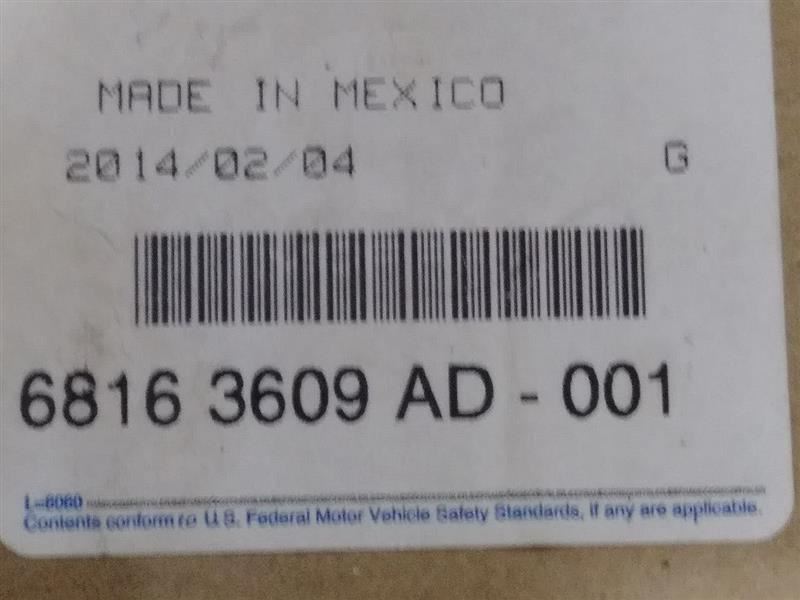 MADE IN MEXICO
2014/02/04 G
6816 3609 AD - 001
L-6060
Contents conform to U.S. Federal Motor Vehicle Safety Standards, if any are applicable.